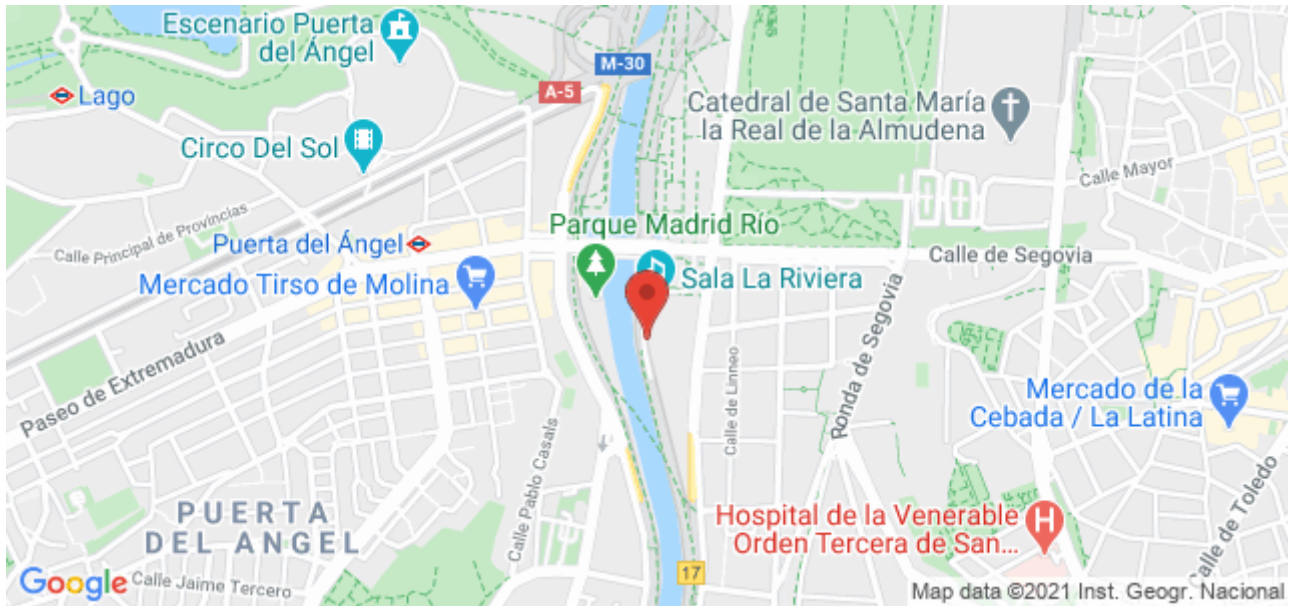 Escenario Puerta
del Ángel
M-30
A-5
Lago
Catedral de Santa María
la Real de la Almudena
Circo Del Sol
Calle Mayor
Calle Principal de Provincias
Parque Madrid Río
Puerta del Ángel
Calle de Segovia
Mercado Tirso de Molina
Sala La Riviera
Ronda de Segovia
Paseo de Extremadura
Calle de Linneo
Mercado de la
Cebada / La Latina
Calle Pablo Casals
Calle de Toledo
PUERTA
DEL ANGEL
Hospital de la Venerable
Orden Tercera de San...
H
17
Google
Calle Jaime Tercero
Map data ©2021 Inst. Geogr. Nacional